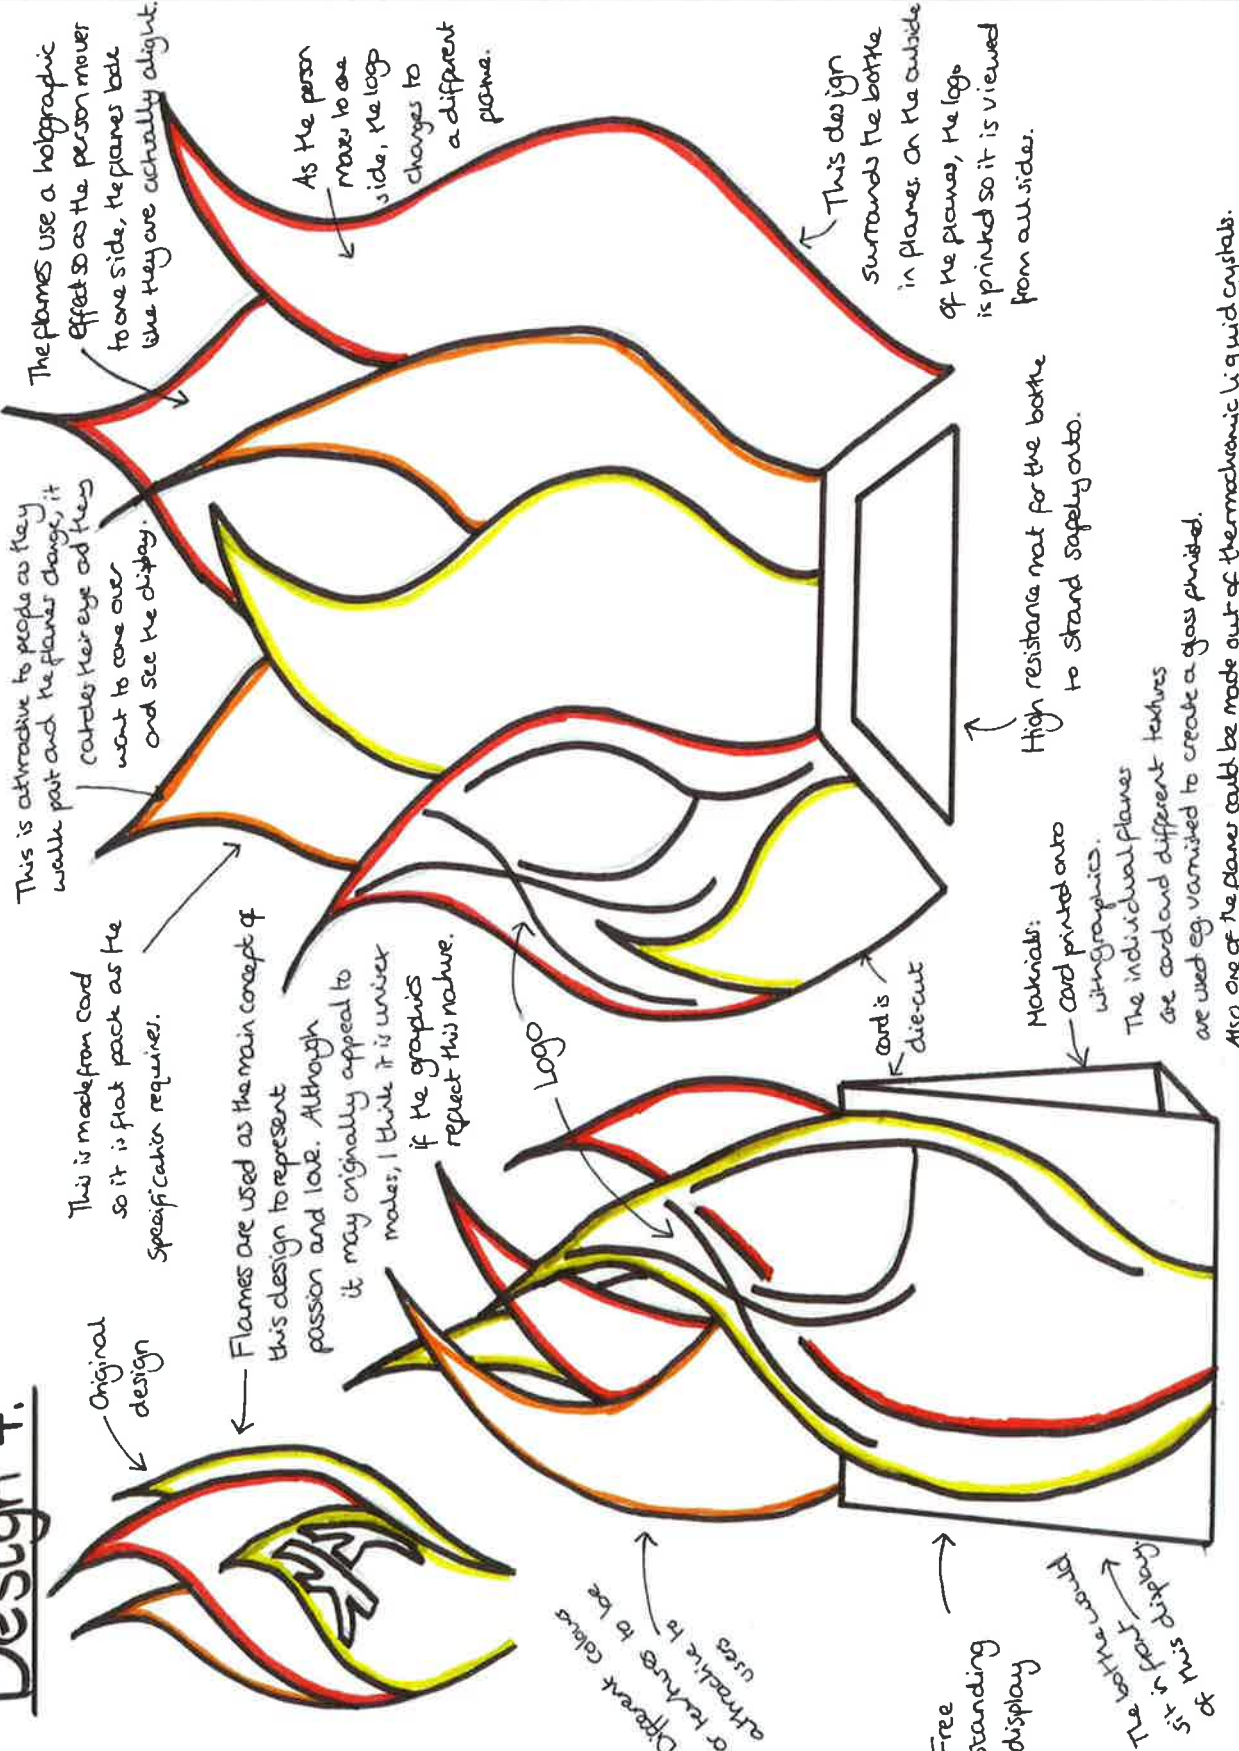 Design 4.
Original
design
Flames are used as the main concept of
this design to represent
passion and love. Although
it may originally appeal to
males, I think it is unisex
if the graphics
reflect this nature.
This is made from card
so it is flat pack as the
specification requires.
This is attractive to people as they
walk past and the flames change, it
catches their eye and they
want to come over
and see the display.
The flames use a holographic
effect so as the person moves
to one side, the flames look
like they are actually alight.
As the person
moves to one
side, the logo
changes to
a different
flame.
This design
surrounds the bottle
in flames. On the outside
of the flames, the logo
is printed so it is viewed
from all sides.
High resistance mat for the bottle
to stand safely onto.
Logo
card is
die-cut
Materials:
card printed onto
with graphics.
The individual flames
are card and different textures
are used eg. varnished to create a gloss finish.
Also one of the flames could be made out of thermochromic liquid crystals.
Different colours
or textures to be
attractive to
users
Free
standing
display
The bottle would
sit in front
of this display.